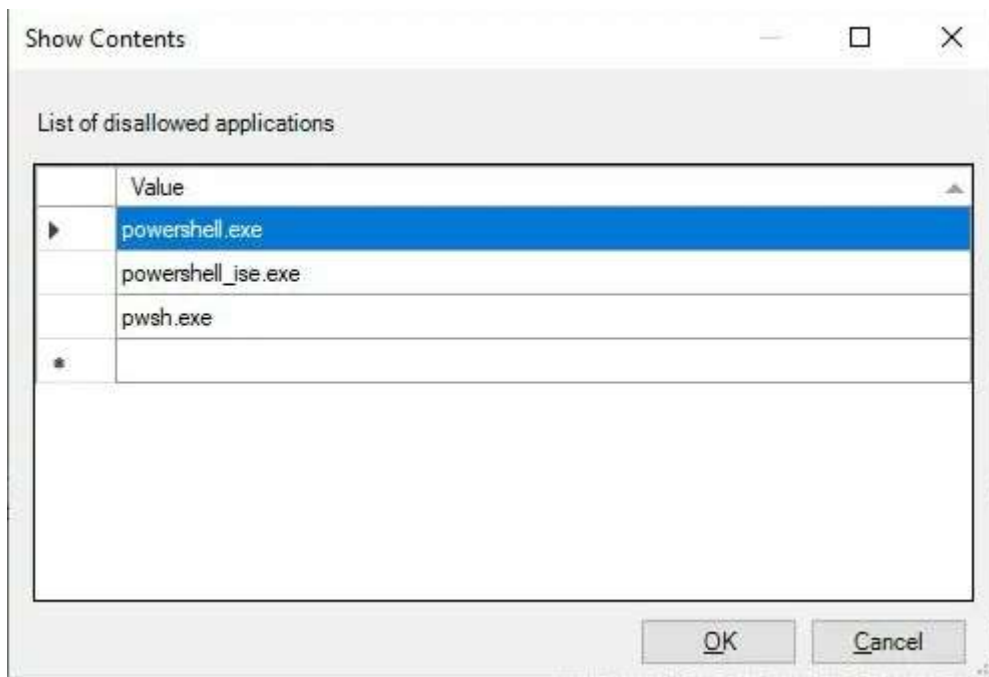 Show Contents
List of disallowed applications
Value
powershell.exe
powershell_ise.exe
pwsh.exe
OK
Cancel